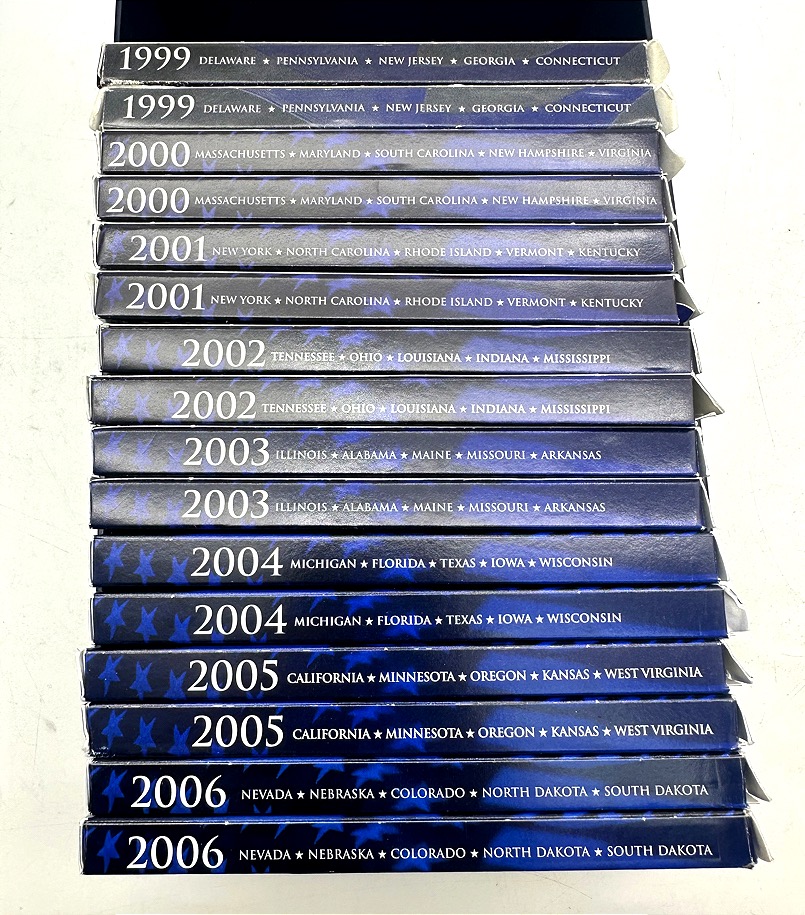 1999 DELAWARE ★ PENNSYLVANIA ★ NEW JERSEY ★ GEORGIA ★ CONNECTICUT
1999 DELAWARE ★ PENNSYLVANIA ★ NEW JERSEY ★ GEORGIA ★ CONNECTICUT
2000 MASSACHUSETTS ★ MARYLAND ★ SOUTH CAROLINA ★ NEW HAMPSHIRE ★ VIRGINIA
2000 MASSACHUSETTS ★ MARYLAND ★ SOUTH CAROLINA ★ NEW HAMPSHIRE ★ VIRGINIA
2001 NEW YORK ★ NORTH CAROLINA ★ RHODE ISLAND ★ VERMONT ★ KENTUCKY
2001 NEW YORK ★ NORTH CAROLINA ★ RHODE ISLAND ★ VERMONT ★ KENTUCKY
2002 TENNESSEE ★ OHIO ★ LOUISIANA ★ INDIANA ★ MISSISSIPPI
2002 TENNESSEE ★ OHIO ★ LOUISIANA ★ INDIANA ★ MISSISSIPPI
2003 ILLINOIS ★ ALABAMA ★ MAINE ★ MISSOURI ★ ARKANSAS
2003 ILLINOIS ★ ALABAMA ★ MAINE ★ MISSOURI ★ ARKANSAS
2004 MICHIGAN ★ FLORIDA ★ TEXAS ★ IOWA ★ WISCONSIN
2004 MICHIGAN ★ FLORIDA ★ TEXAS ★ IOWA ★ WISCONSIN
2005 CALIFORNIA ★ MINNESOTA ★ OREGON ★ KANSAS ★ WEST VIRGINIA
2005 CALIFORNIA ★ MINNESOTA ★ OREGON ★ KANSAS ★ WEST VIRGINIA
2006 NEVADA ★ NEBRASKA ★ COLORADO ★ NORTH DAKOTA ★ SOUTH DAKOTA
2006 NEVADA ★ NEBRASKA ★ COLORADO ★ NORTH DAKOTA ★ SOUTH DAKOTA